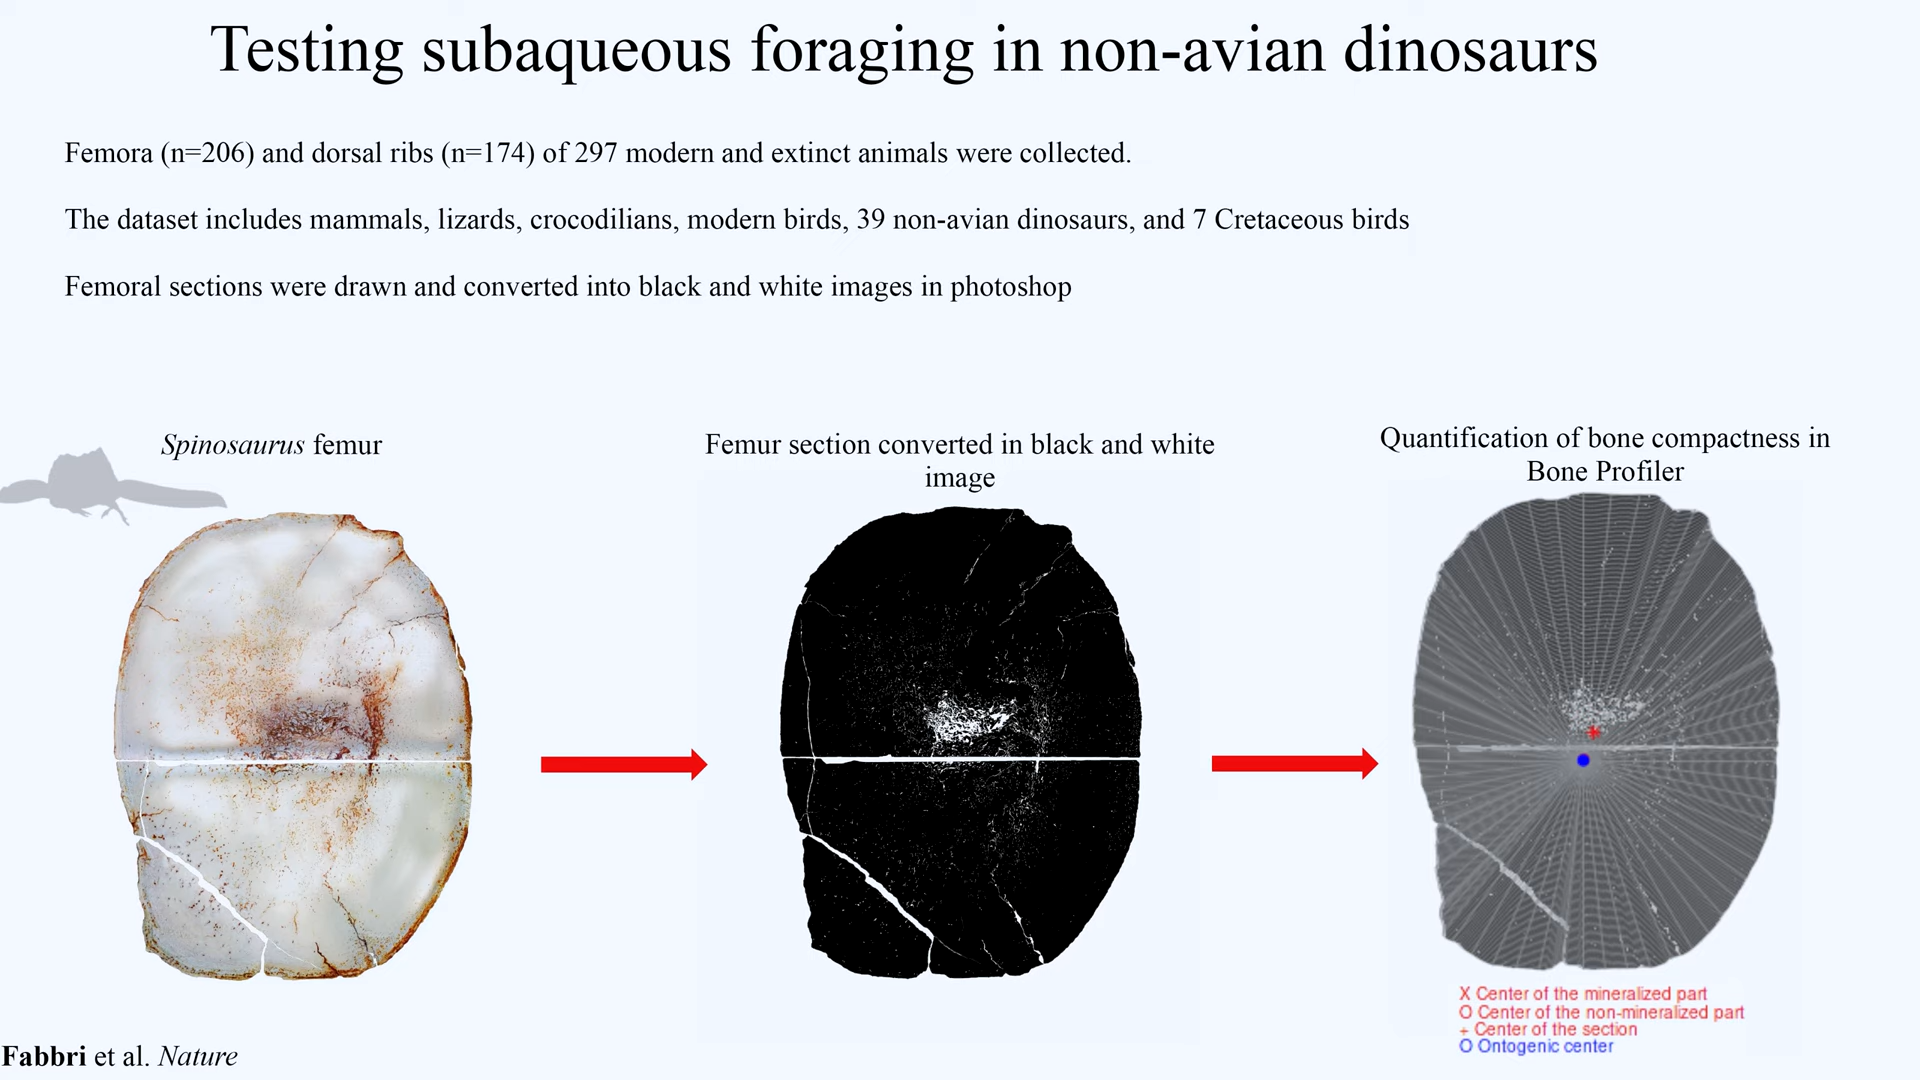 Testing subaqueous foraging in non-avian dinosaurs
Femora (n=206) and dorsal ribs (n=174) of 297 modern and extinct animals were collected.
The dataset includes mammals, lizards, crocodilians, modern birds, 39 non-avian dinosaurs, and 7 Cretaceous birds
Femoral sections were drawn and converted into black and white images in photoshop
Spinosaurus femur
Femur section converted in black and white
image
Quantification of bone compactness in
Bone Profiler
X Center of the mineralized part
O Center of the non-mineralized part
+ Center of the section
O Ontogenic center
Fabbri et al. Nature